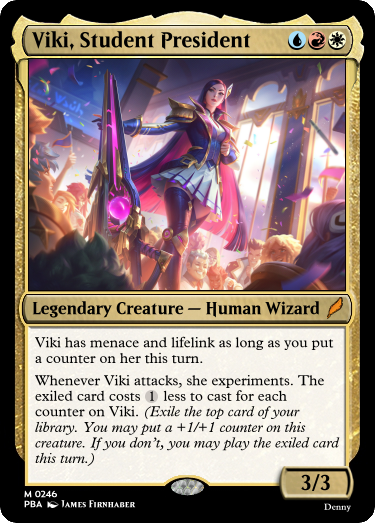 Viki, Student President
Legendary Creature — Human Wizard
Viki has menace and lifelink as long as you put
a counter on her this turn.
Whenever Viki attacks, she experiments. The
exiled card costs 1 less to cast for each
counter on Viki. (Exile the top card of your
library. You may put a +1/+1 counter on this
creature. If you don't, you may play the exiled card
this turn.)
3/3
M 0246
PBA James Firnhaber
Denny